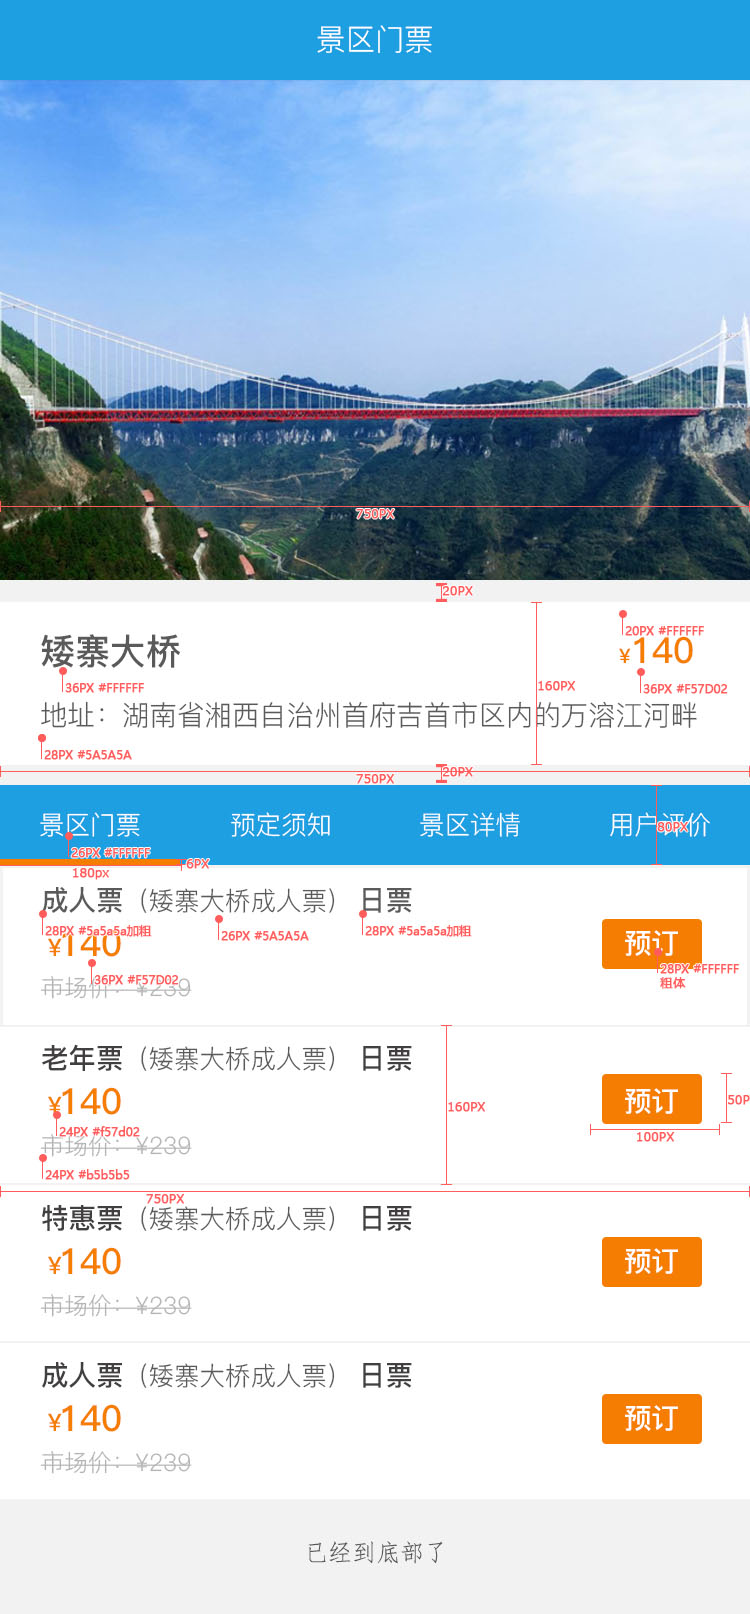 景区门票
750PX
20PX
20PX #FFFFFF
矮寨大桥
¥140
36PX #FFFFFF
160PX
36PX #F57D02
地址：湖南省湘西自治州首府吉首市区内的万溶江河畔
28PX #5A5A5A
750PX
20PX
景区门票 预定须知 景区详情 用户评价
80PX
26PX #FFFFFF
6PX
180px
成人票（矮寨大桥成人票） 日票
28PX #5a5a5a加粗
26PX #5A5A5A
28PX #5a5a5a加粗
¥140
预订
28PX #FFFFFF
粗体
36PX #F57D02
市场价：¥239
老年票（矮寨大桥成人票） 日票
¥140
预订
160PX
50P
24PX #f57d02
100PX
市场价：¥239
24PX #b5b5b5
750PX
特惠票（矮寨大桥成人票） 日票
¥140
预订
市场价：¥239
成人票（矮寨大桥成人票） 日票
¥140
预订
市场价：¥239
已经到底部了